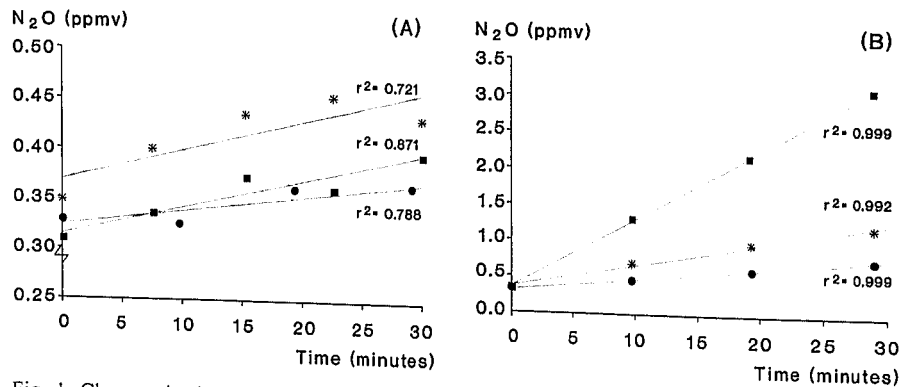 N₂O (ppmv)
(A)
0.50
0.45
0.40
0.35
0.30
0.25
r²= 0.721
r²= 0.871
r²= 0.788
0 5 10 15 20 25 30
Time (minutes)
N₂O (ppmv)
(B)
3.5
3.0
2.5
2.0
1.5
1.0
0.5
0.0
r²= 0.999
r²= 0.992
r²= 0.999
0 5 10 15 20 25 30
Time (minutes)